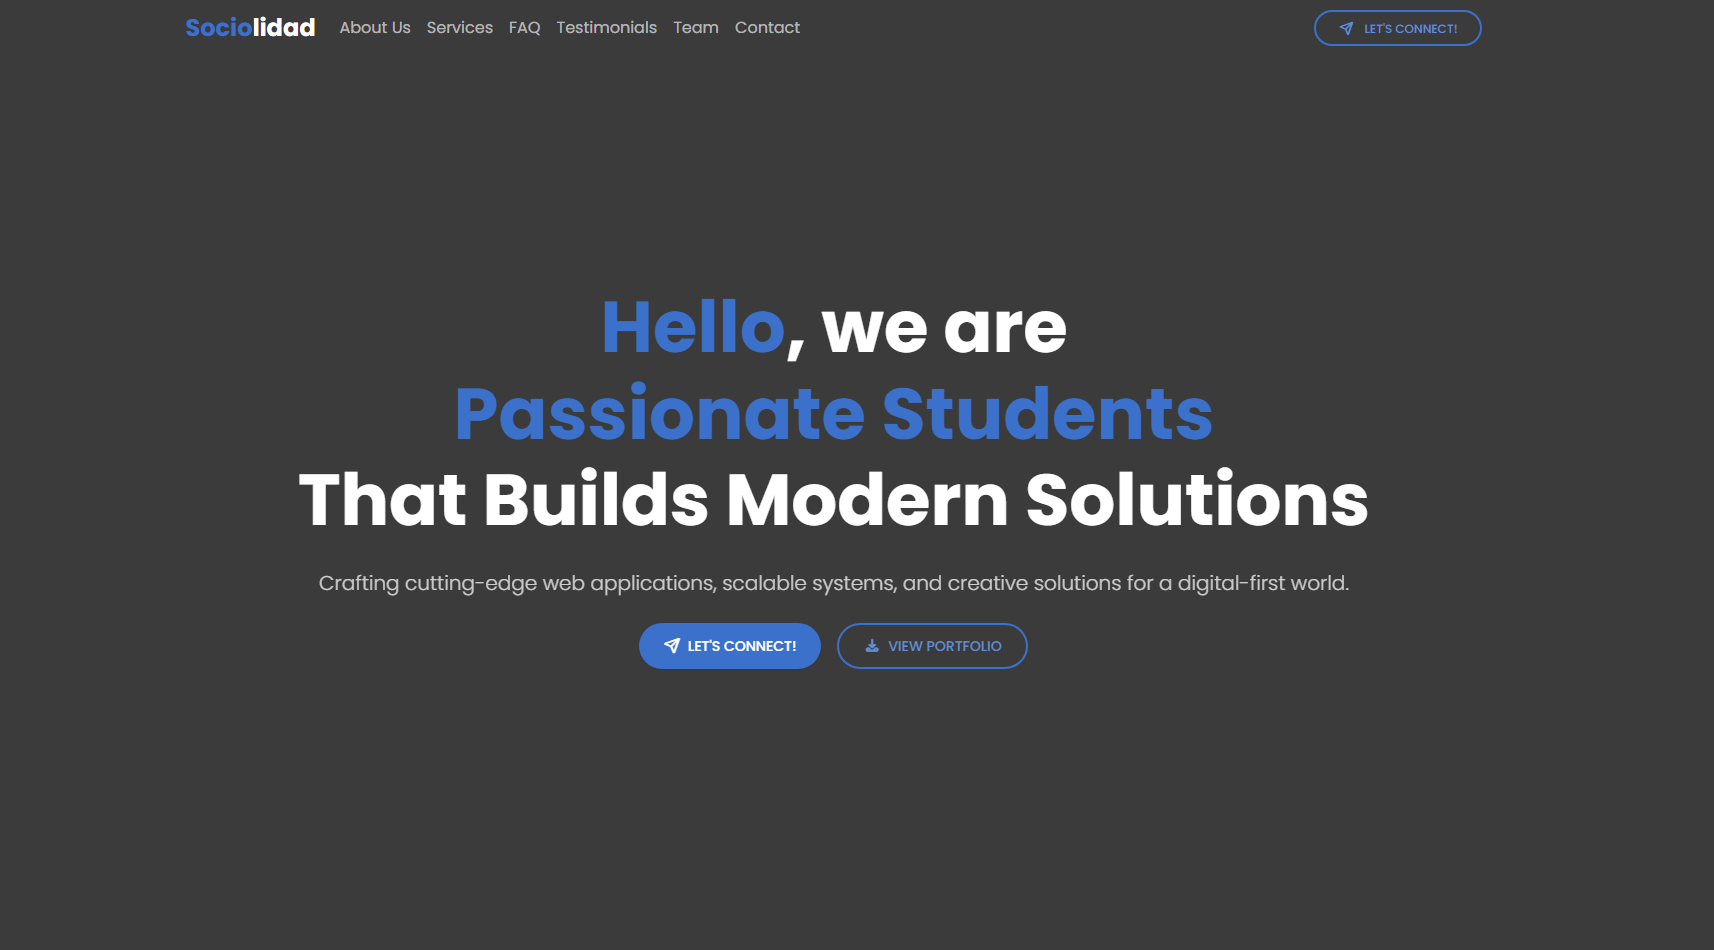 Sociolidad About Us Services FAQ Testimonials Team Contact LET'S CONNECT!
Hello, we are
Passionate Students
That Builds Modern Solutions
Crafting cutting-edge web applications, scalable systems, and creative solutions for a digital-first world.
LET'S CONNECT! VIEW PORTFOLIO